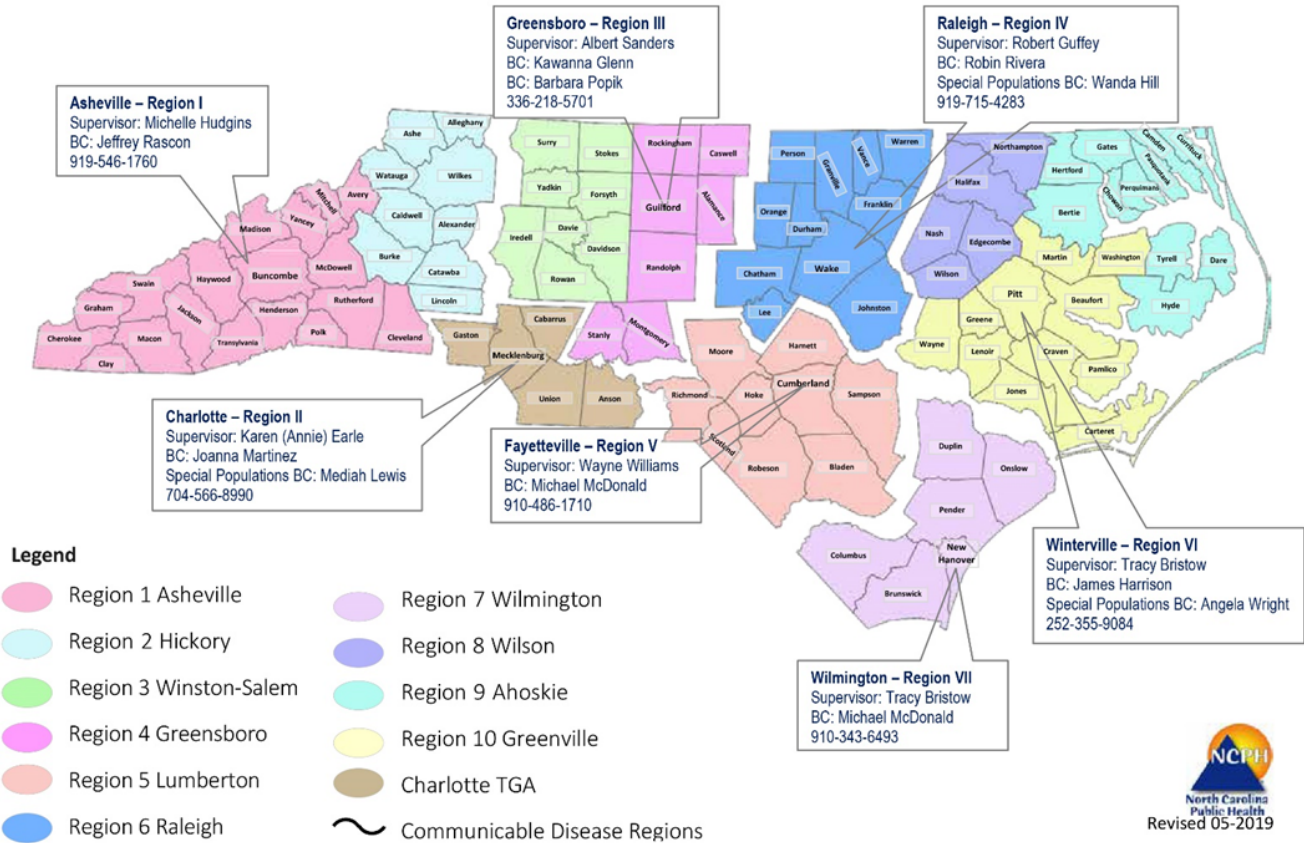 Greensboro – Region III
Supervisor: Albert Sanders
BC: Kawanna Glenn
BC: Barbara Popik
336-218-5701
Raleigh – Region IV
Supervisor: Robert Guffey
BC: Robin Rivera
Special Populations BC: Wanda Hill
919-715-4283
Asheville – Region I
Supervisor: Michelle Hudgins
BC: Jeffrey Rascon
919-546-1760
Ashe
Alleghany
Watauga
Wilkes
Caldwell
Alexander
Burke
Catawba
Lincoln
Mitchell
Avery
Yancey
Madison
Buncombe
McDowell
Haywood
Swain
Graham
Jackson
Henderson
Rutherford
Polk
Cleveland
Cherokee
Macon
Transylvania
Clay
Surry
Stokes
Yadkin
Forsyth
Davie
Iredell
Davidson
Rowan
Rockingham
Caswell
Guilford
Alamance
Randolph
Stanly
Montgomery
Gaston
Cabarrus
Mecklenburg
Union
Anson
Person
Granville
Vance
Warren
Orange
Durham
Franklin
Chatham
Wake
Lee
Johnston
Northampton
Halifax
Nash
Edgecombe
Wilson
Gates
Camden
Currituck
Pasquotank
Hertford
Perquimans
Chowan
Bertie
Tyrell
Dare
Hyde
Martin
Washington
Pitt
Beaufort
Greene
Wayne
Lenoir
Craven
Pamlico
Jones
Carteret
Moore
Harnett
Richmond
Hoke
Cumberland
Sampson
Scotland
Robeson
Bladen
Duplin
Onslow
Pender
Columbus
New
Hanover
Brunswick
Charlotte – Region II
Supervisor: Karen (Annie) Earle
BC: Joanna Martinez
Special Populations BC: Mediah Lewis
704-566-8990
Fayetteville – Region V
Supervisor: Wayne Williams
BC: Michael McDonald
910-486-1710
Winterville – Region VI
Supervisor: Tracy Bristow
BC: James Harrison
Special Populations BC: Angela Wright
252-355-9084
Wilmington – Region VII
Supervisor: Tracy Bristow
BC: Michael McDonald
910-343-6493
Legend
Region 1 Asheville
Region 2 Hickory
Region 3 Winston-Salem
Region 4 Greensboro
Region 5 Lumberton
Region 6 Raleigh
Region 7 Wilmington
Region 8 Wilson
Region 9 Ahoskie
Region 10 Greenville
Charlotte TGA
Communicable Disease Regions
NCPH
North Carolina
Public Health
Revised 05-2019